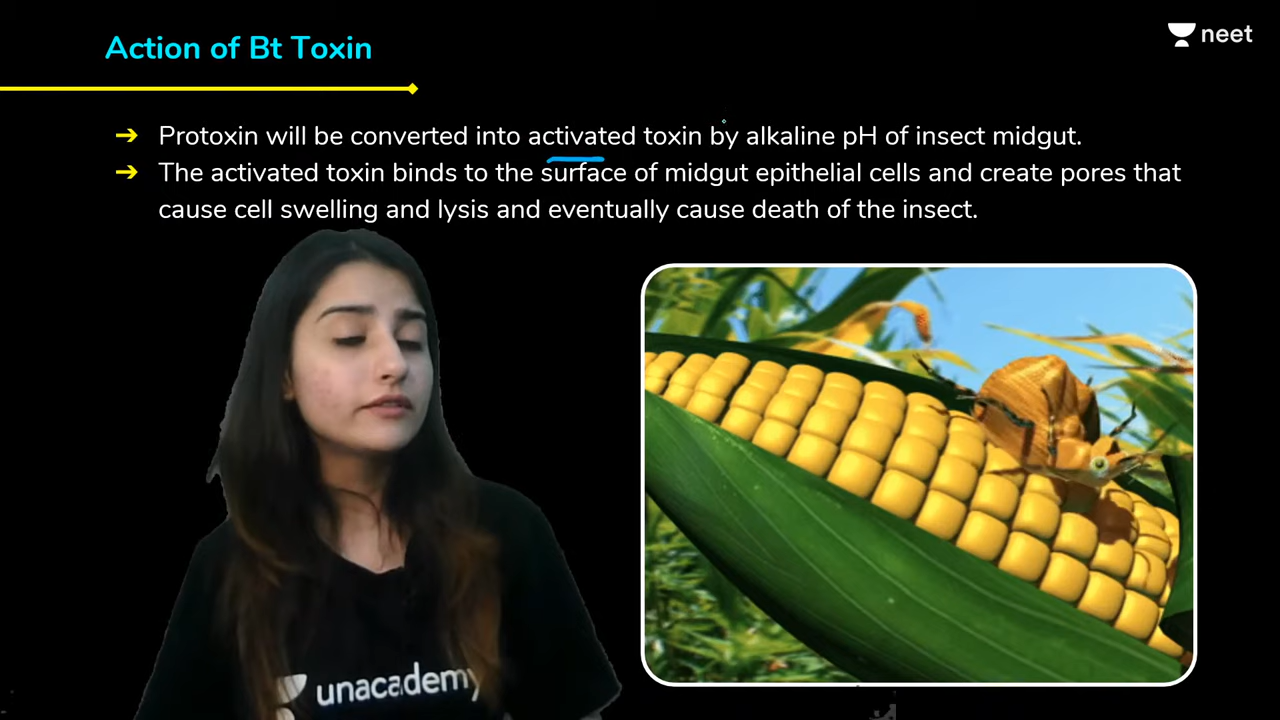 Action of Bt Toxin
neet
➔ Protoxin will be converted into activated toxin by alkaline pH of insect midgut.
➔ The activated toxin binds to the surface of midgut epithelial cells and create pores that
cause cell swelling and lysis and eventually cause death of the insect.
unacademy